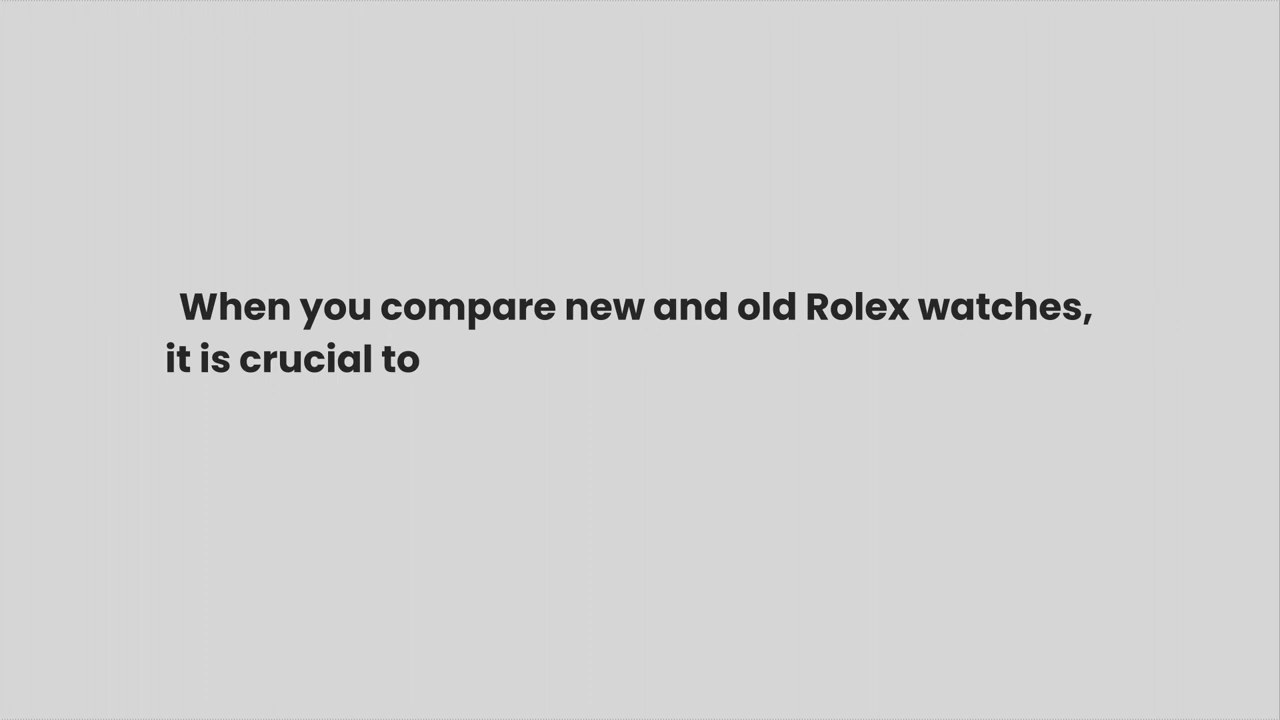 When you compare new and old Rolex watches,
it is crucial to